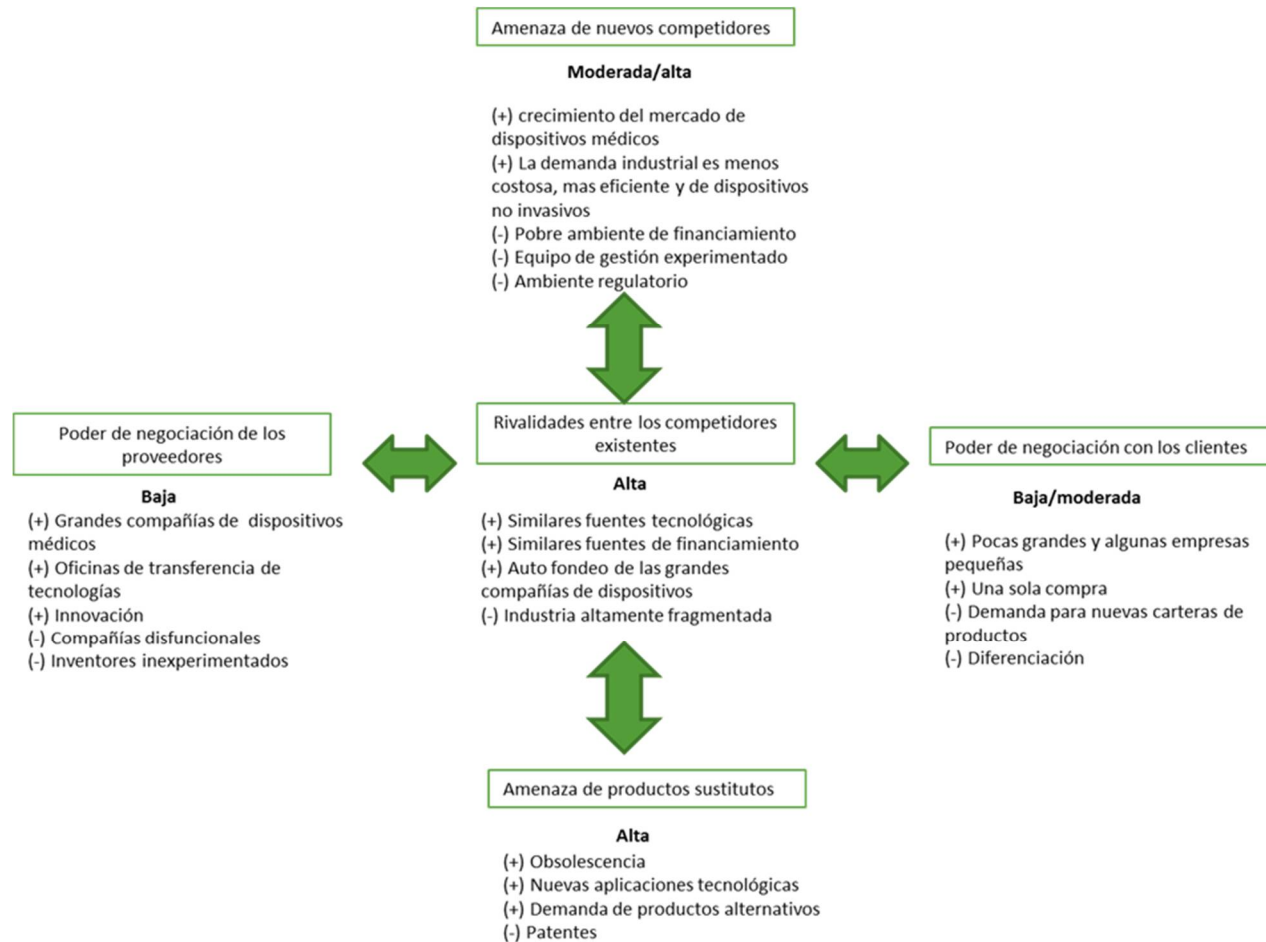 Amenaza de nuevos competidores
Moderada/alta
(+) crecimiento del mercado de
dispositivos médicos
(+) La demanda industrial es menos
costosa, mas eficiente y de dispositivos
no invasivos
(-) Pobre ambiente de financiamiento
(-) Equipo de gestión experimentado
(-) Ambiente regulatorio
Poder de negociación de los
proveedores
Baja
(+) Grandes compañías de dispositivos
médicos
(+) Oficinas de transferencia de
tecnologías
(+) Innovación
(-) Compañías disfuncionales
(-) Inventores inexperimentados
Rivalidades entre los competidores
existentes
Alta
(+) Similares fuentes tecnológicas
(+) Similares fuentes de financiamiento
(+) Auto fondeo de las grandes
compañías de dispositivos
(-) Industria altamente fragmentada
Poder de negociación con los clientes
Baja/moderada
(+) Pocas grandes y algunas empresas
pequeñas
(+) Una sola compra
(-) Demanda para nuevas carteras de
productos
(-) Diferenciación
Amenaza de productos sustitutos
Alta
(+) Obsolescencia
(+) Nuevas aplicaciones tecnológicas
(+) Demanda de productos alternativos
(-) Patentes